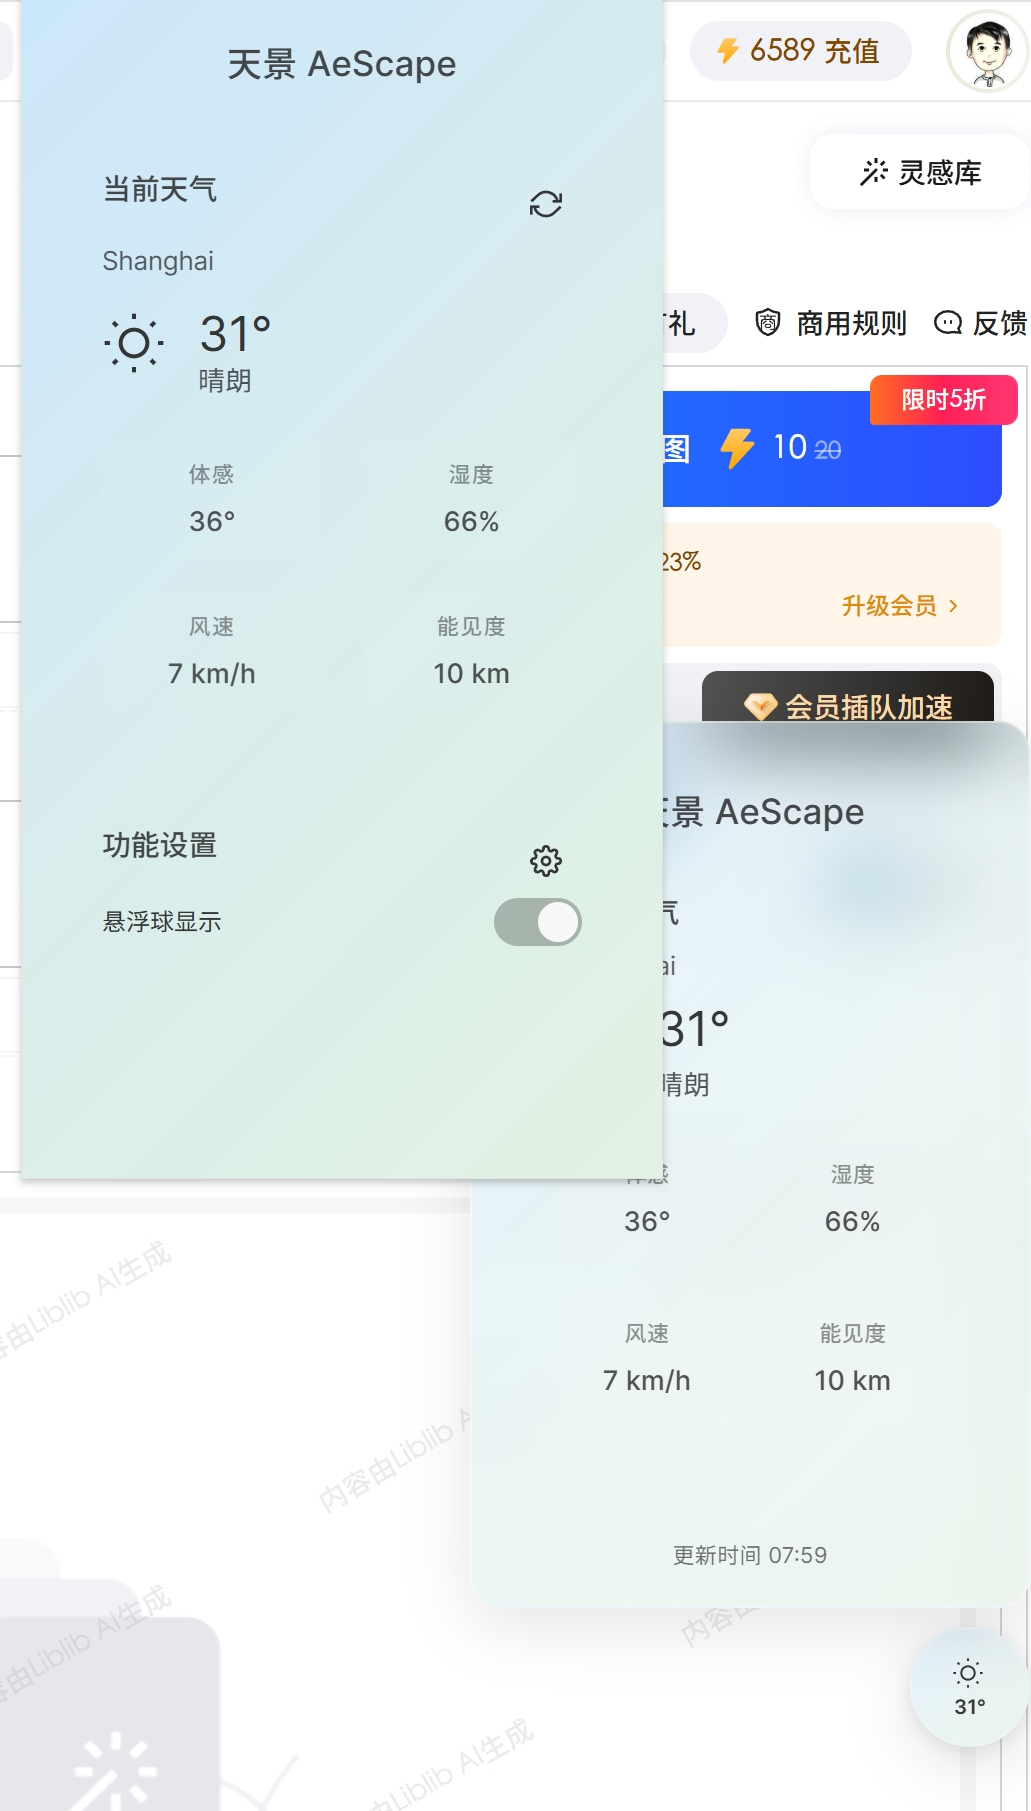 天景 AeScape
6589 充值
当前天气
灵感库
Shanghai
31°
晴朗
礼
商用规则
反馈
限时5折
图
10 20
体感
湿度
36°
66%
23%
升级会员
风速
能见度
7 km/h
10 km
会员插队加速
功能设置
悬浮球显示
景 AeScape
气
ai
31°
晴朗
体感
湿度
36°
66%
风速
能见度
7 km/h
10 km
更新时间 07:59
31°
内容由Liblib AI生成
内容由Liblib A
容由Liblib AI生成
内容由
由Liblib AI生成